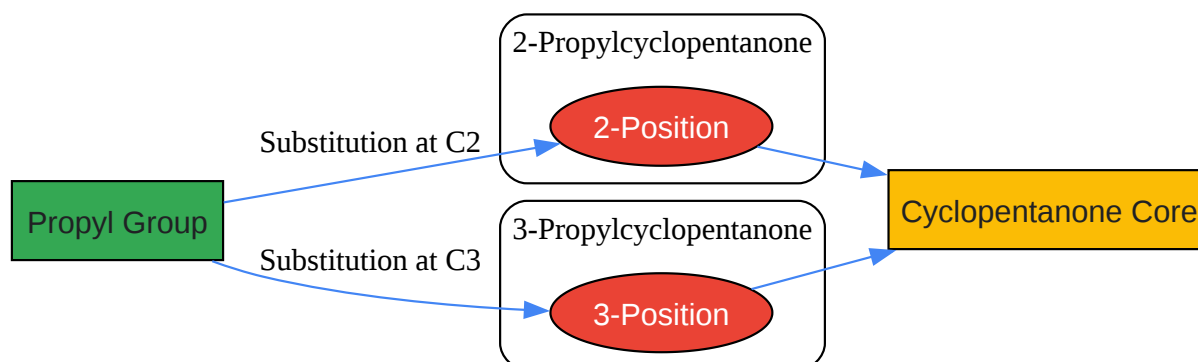 2-Propylcyclopentanone
2-Position
Substitution at C2
Propyl Group
Cyclopentanone Core
3-Propylcyclopentanone
Substitution at C3
3-Position